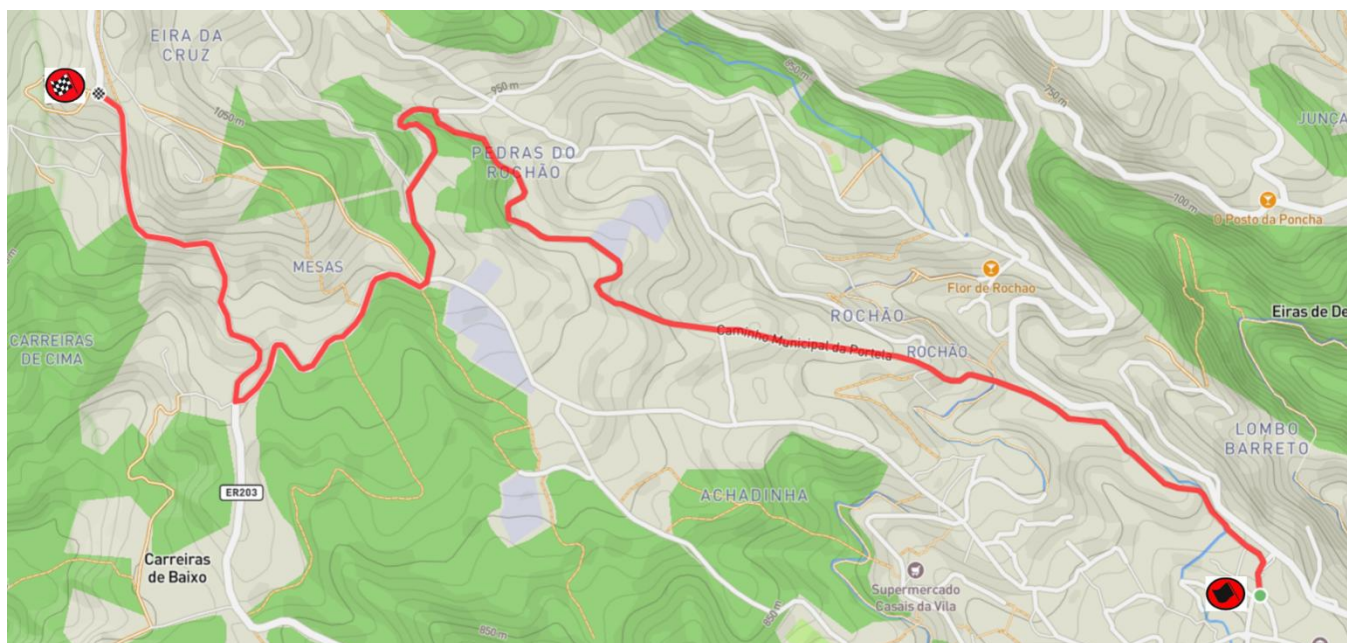 EIRA DA
CRUZ
1050 m
950 m
850 m
750 m
JUNÇA
PEDRAS DO
ROCHÃO
O Posto da Poncha
MESAS
Flor de Rochao
Eiras de De
ROCHÃO
CARREIRAS
DE CIMA
Caminho Municipal da Portela
ROCHÃO
LOMBO
BARRETO
ER203
ACHADINHA
Carreiras
de Baixo
Supermercado
Casais da Vila
850 m
850 m